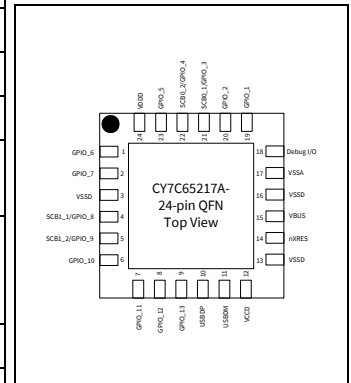 VDDD
GPIO_5
SCB0_2/GPIO_4
SCB0_1/GPIO_3
GPIO_2
GPIO_1
24
23
22
21
20
19
GPIO_6 1
GPIO_7 2
VSSD 3
SCB1_1/GPIO_8 4
SCB1_2/GPIO_9 5
GPIO_10 6
CY7C65217A-
24-pin QFN
Top View
18 Debug I/O
17 VSSA
16 VSSD
15 VBUS
14 nXRES
13 VSSD
7
8
9
10
11
12
GPIO_11
GPIO_12
GPIO_13
USBDP
USBDM
VCCD